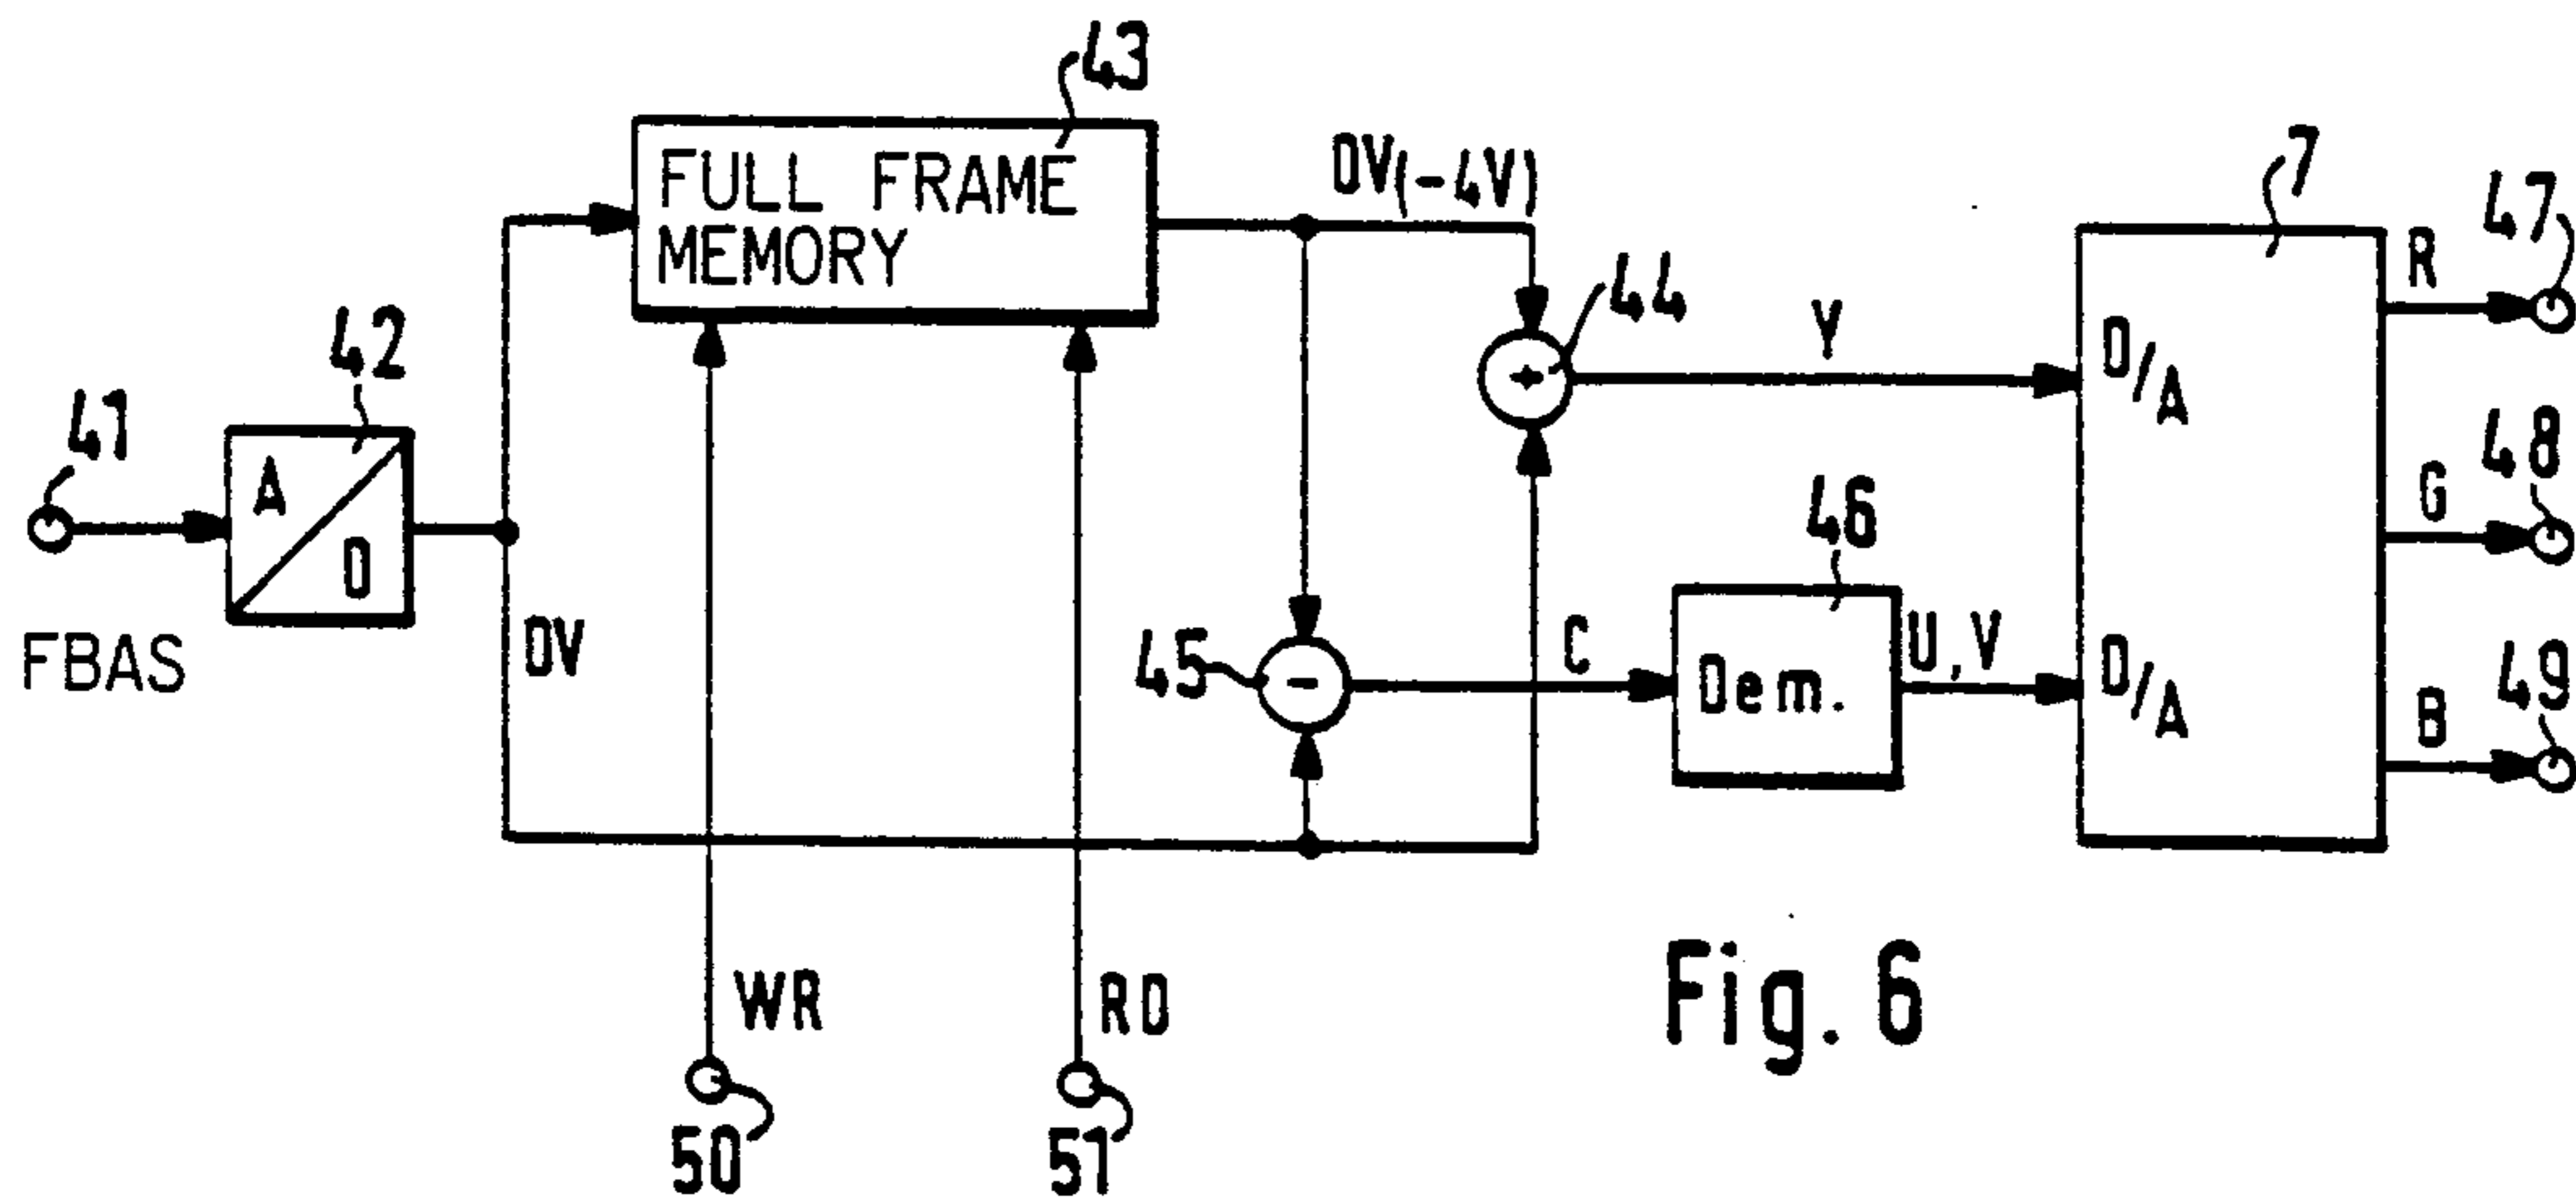 43
FULL FRAME
MEMORY
DV(-4V)
7
47
R
44
Y
D/A
42
41
A
D
FBAS
DV
48
G
46
45
-
+
C
Dem.
U,V
D/A
49
B
WR
RD
50
51
Fig. 6